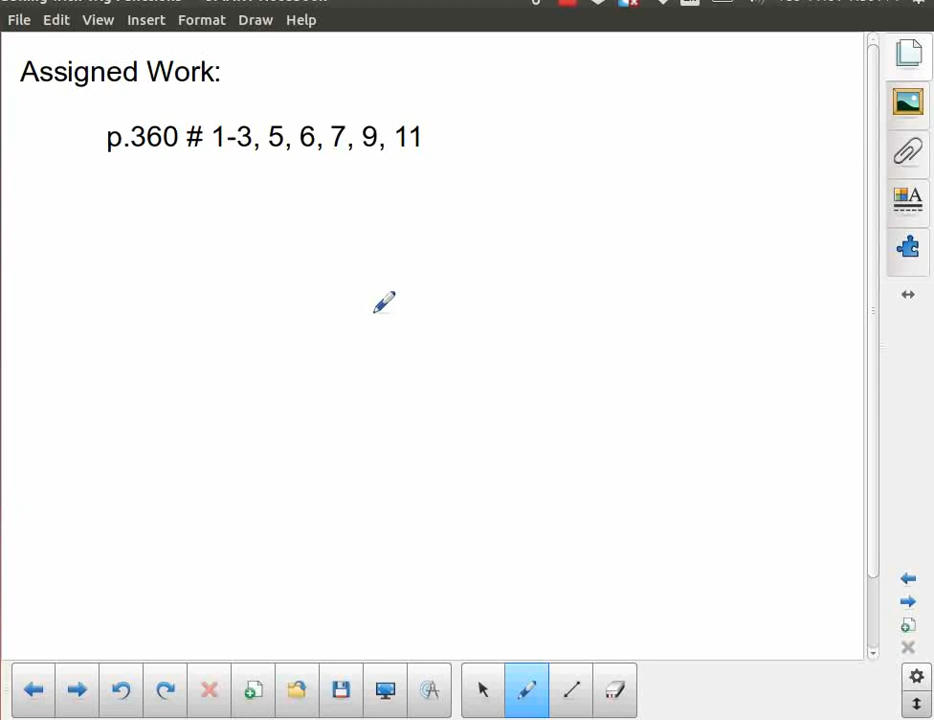 File Edit View Insert Format Draw Help
Assigned Work:
p.360 # 1-3, 5, 6, 7, 9, 11